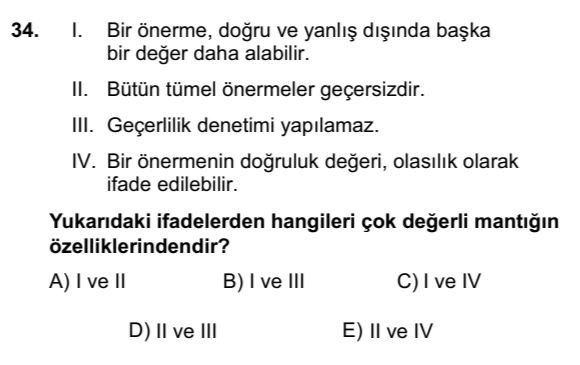 34. I. Bir önerme, doğru ve yanlış dışında başka
bir değer daha alabilir.
II. Bütün tümel önermeler geçersizdir.
III. Geçerlilik denetimi yapılamaz.
IV. Bir önermenin doğruluk değeri, olasılık olarak
ifade edilebilir.
Yukarıdaki ifadelerden hangileri çok değerli mantığın
özelliklerindendir?
A) I ve II B) I ve III C) I ve IV
D) II ve III E) II ve IV